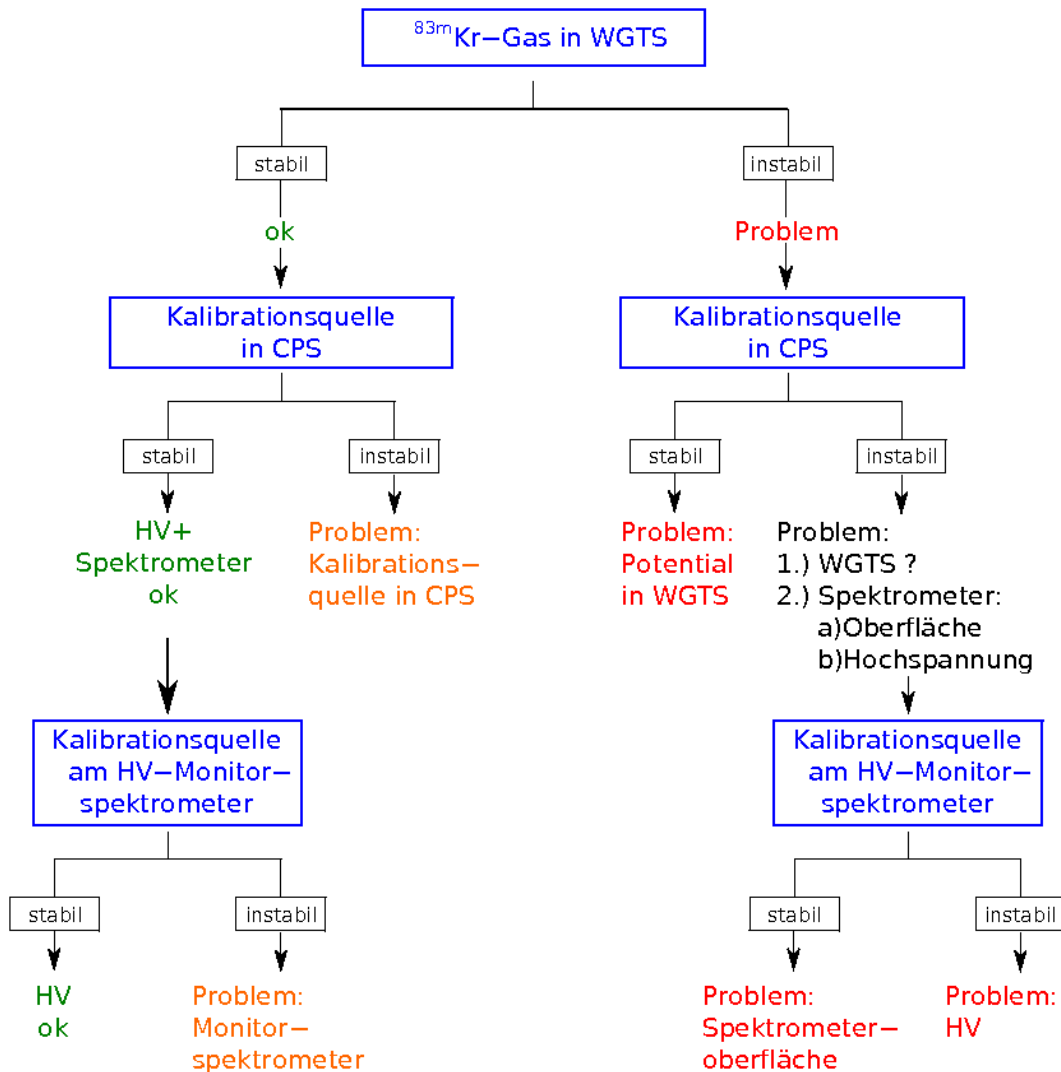 ⁸³ᵐKr−Gas in WGTS
stabil
instabil
ok
Problem
Kalibrationsquelle
in CPS
Kalibrationsquelle
in CPS
stabil
instabil
stabil
instabil
HV+
Spektrometer
ok
Problem:
Kalibrations−
quelle in CPS
Problem:
Potential
in WGTS
Problem:
1.) WGTS ?
2.) Spektrometer:
a)Oberfläche
b)Hochspannung
Kalibrationsquelle
am HV−Monitor−
spektrometer
Kalibrationsquelle
am HV−Monitor−
spektrometer
stabil
instabil
stabil
instabil
HV
ok
Problem:
Monitor−
spektrometer
Problem:
Spektrometer−
oberfläche
Problem:
HV